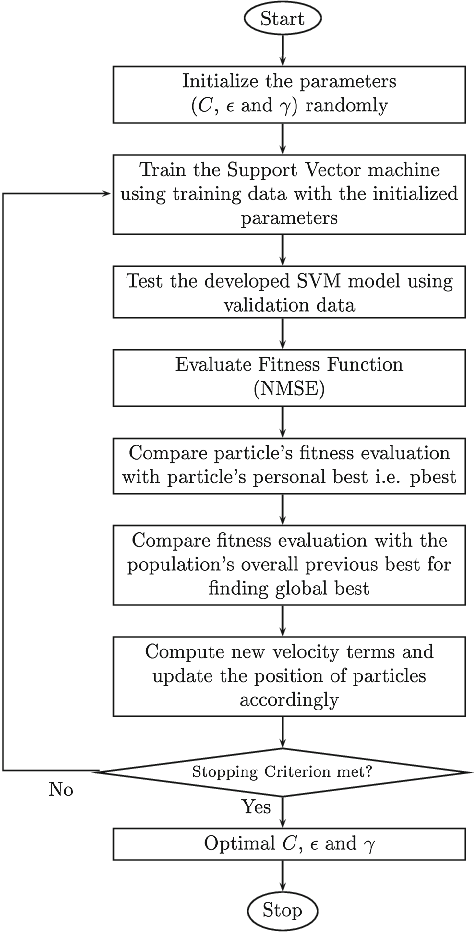 Start
Initialize the parameters
(C, ϵ and γ) randomly
Train the Support Vector machine
using training data with the initialized
parameters
Test the developed SVM model using
validation data
Evaluate Fitness Function
(NMSE)
Compare particle's fitness evaluation
with particle's personal best i.e. pbest
Compare fitness evaluation with the
population's overall previous best for
finding global best
Compute new velocity terms and
update the position of particles
accordingly
Stopping Criterion met?
No
Yes
Optimal C, ϵ and γ
Stop